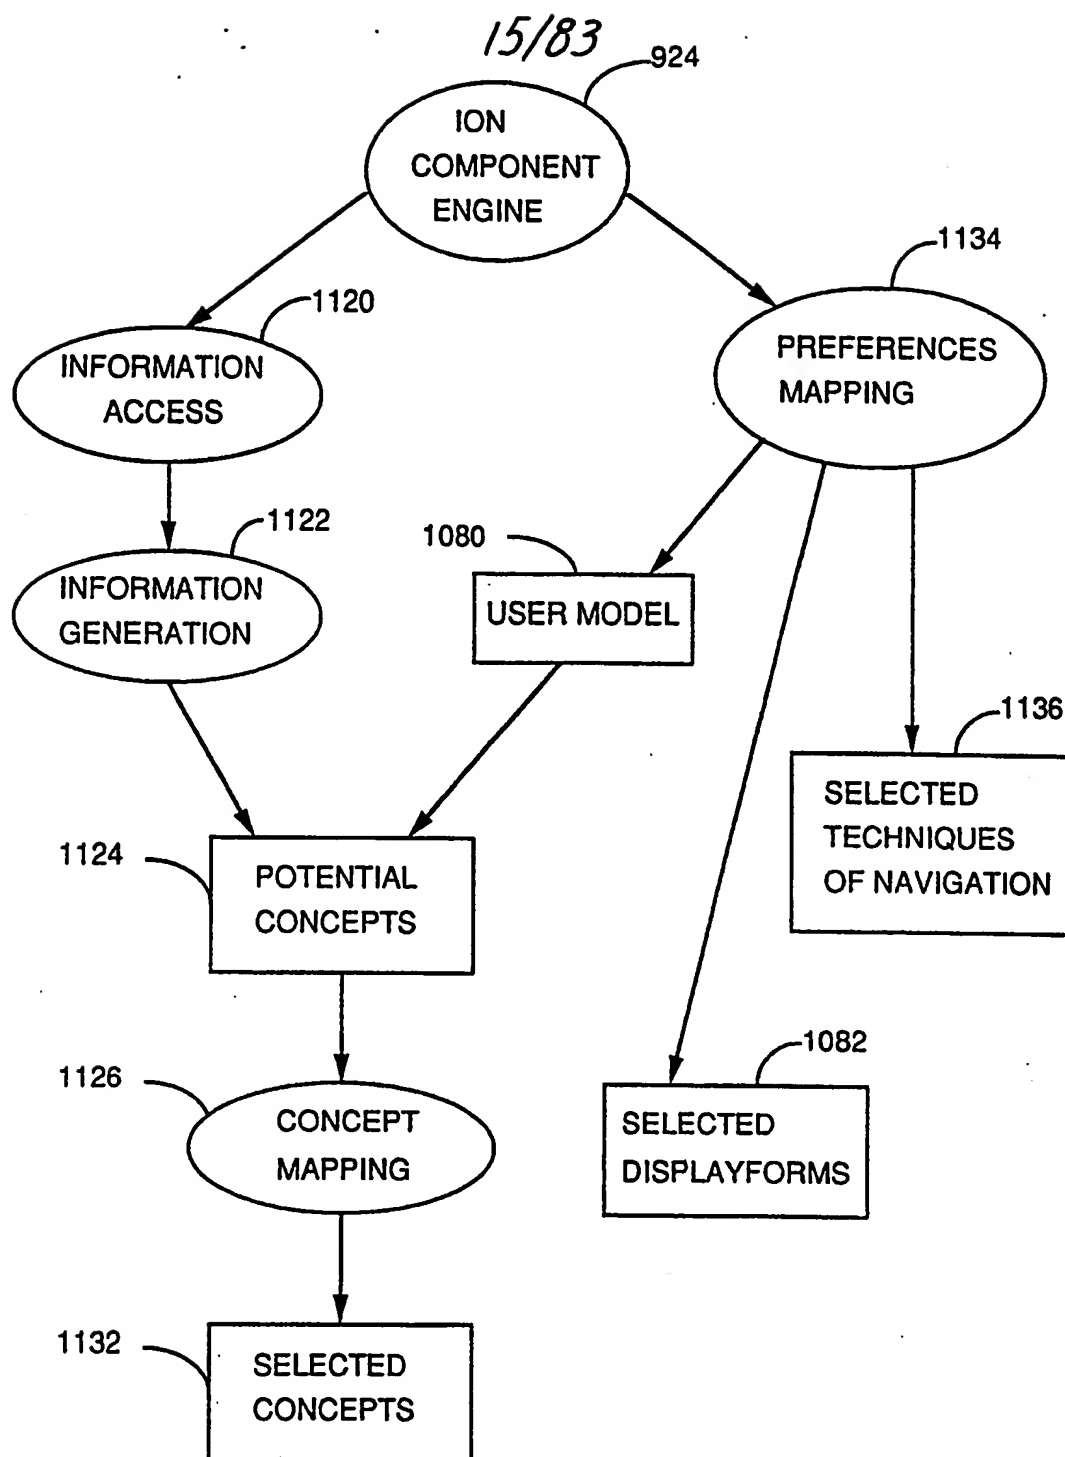 15/83
924
ION
COMPONENT
ENGINE
1134
1120
PREFERENCES
MAPPING
INFORMATION
ACCESS
1122
1080
INFORMATION
GENERATION
USER MODEL
1136
SELECTED
TECHNIQUES
OF NAVIGATION
1124
POTENTIAL
CONCEPTS
1082
1126
CONCEPT
MAPPING
SELECTED
DISPLAYFORMS
1132
SELECTED
CONCEPTS